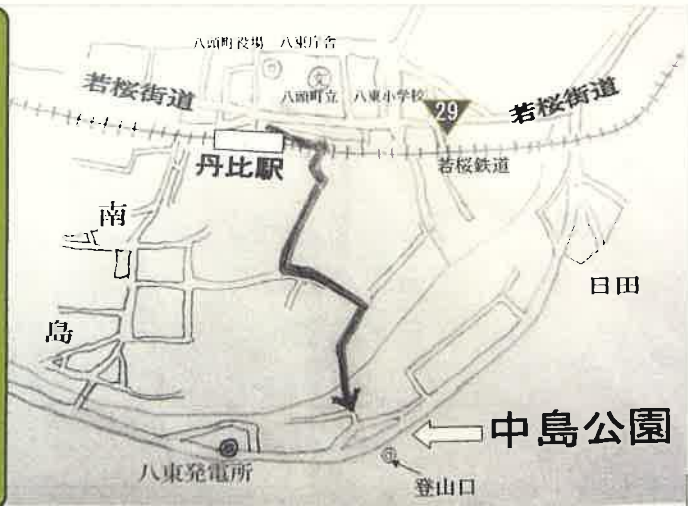 八頭町役場 八東庁舎
文
八頭町立 八東小学校
若桜街道
29
若桜街道
丹比駅
若桜鉄道
南
日田
島
中島公園
八東発電所
登山口